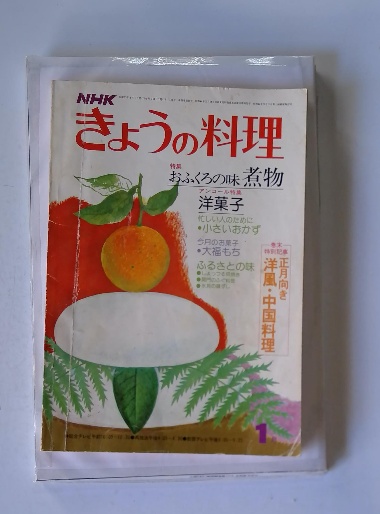 NHK
きょうの料理
特集
おふくろの味 煮物
アンコール特集
洋菓子
忙しい人のために
・小さいおかず
今月のお菓子
・大福もち
ふるさとの味
巻末
特別記事
正月向き
洋風・中国料理
1